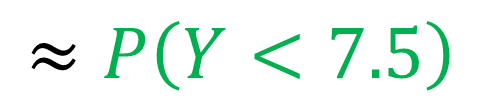 ≈ P(Y < 7.5)